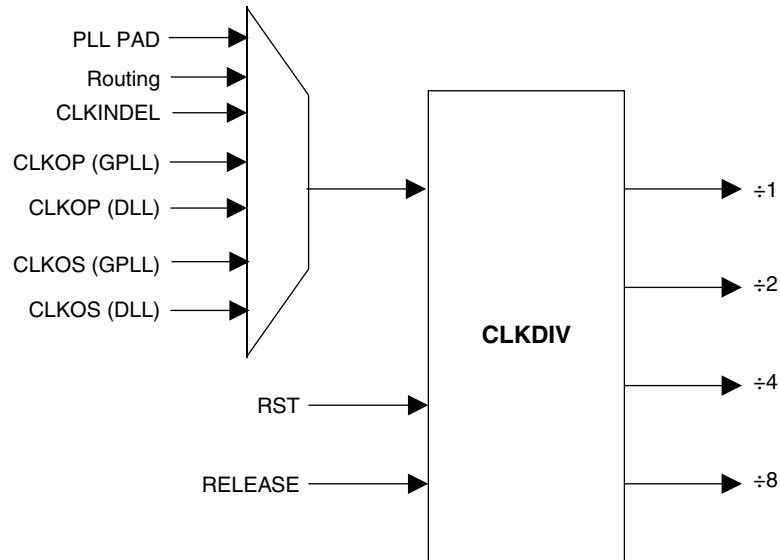 PLL PAD
Routing
CLKINDEL
CLKOP (GPLL)
CLKOP (DLL)
CLKOS (GPLL)
CLKOS (DLL)
RST
RELEASE
CLKDIV
÷1
÷2
÷4
÷8